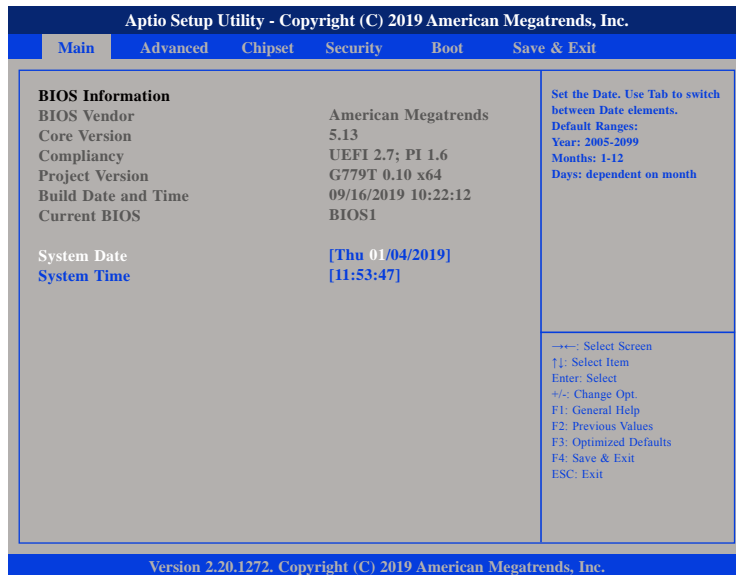 Aptio Setup Utility - Copyright (C) 2019 American Megatrends, Inc.
Main Advanced Chipset Security Boot Save & Exit
BIOS Information
BIOS Vendor American Megatrends
Core Version 5.13
Compliancy UEFI 2.7; PI 1.6
Project Version G779T 0.10 x64
Build Date and Time 09/16/2019 10:22:12
Current BIOS BIOS1
System Date [Thu 01/04/2019]
System Time [11:53:47]
Set the Date. Use Tab to switch
between Date elements.
Default Ranges:
Year: 2005-2099
Months: 1-12
Days: dependent on month
→←: Select Screen
↑↓: Select Item
Enter: Select
+/-: Change Opt.
F1: General Help
F2: Previous Values
F3: Optimized Defaults
F4: Save & Exit
ESC: Exit
Version 2.20.1272. Copyright (C) 2019 American Megatrends, Inc.